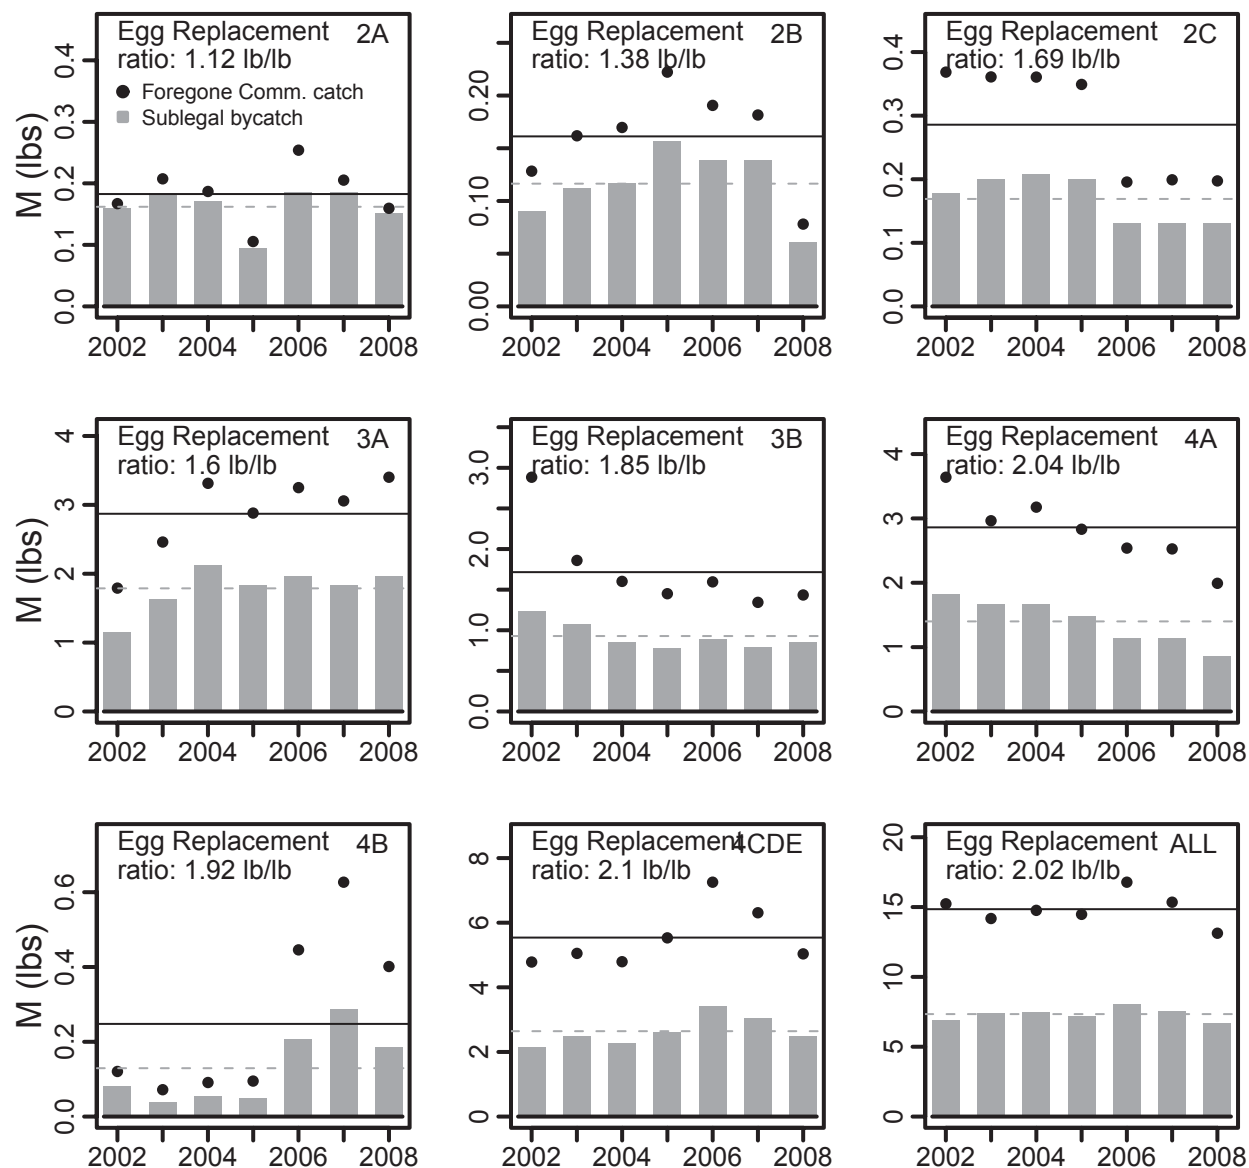 Egg Replacement 2A
ratio: 1.12 lb/lb
Foregone Comm. catch
Sublegal bycatch
M (lbs)
0.0 0.1 0.2 0.3 0.4
2002 2004 2006 2008
Egg Replacement 2B
ratio: 1.38 lb/lb
0.00 0.10 0.20
2002 2004 2006 2008
Egg Replacement 2C
ratio: 1.69 lb/lb
0.0 0.1 0.2 0.3 0.4
2002 2004 2006 2008
Egg Replacement 3A
ratio: 1.6 lb/lb
M (lbs)
0 1 2 3 4
2002 2004 2006 2008
Egg Replacement 3B
ratio: 1.85 lb/lb
0.0 1.0 2.0 3.0
2002 2004 2006 2008
Egg Replacement 4A
ratio: 2.04 lb/lb
0 1 2 3 4
2002 2004 2006 2008
Egg Replacement 4B
ratio: 1.92 lb/lb
M (lbs)
0.0 0.2 0.4 0.6
2002 2004 2006 2008
Egg Replacement 4CDE
ratio: 2.1 lb/lb
0 2 4 6 8
2002 2004 2006 2008
Egg Replacement ALL
ratio: 2.02 lb/lb
0 5 10 15 20
2002 2004 2006 2008